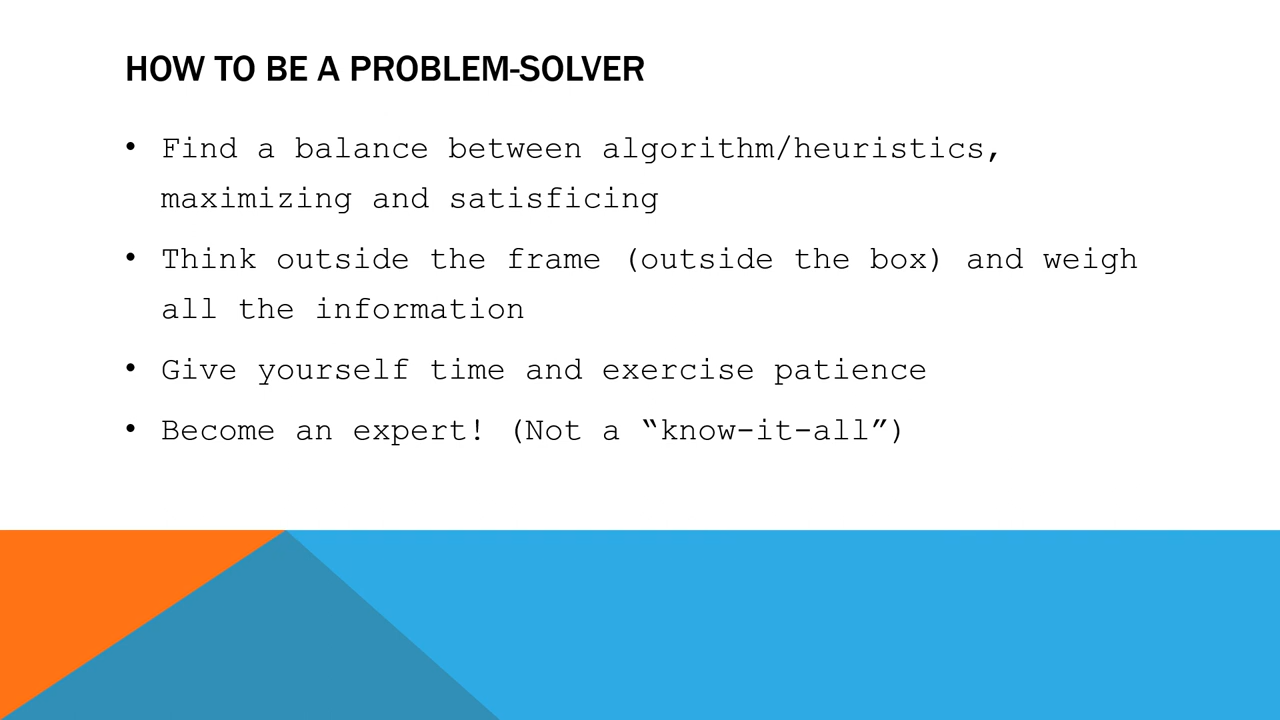 HOW TO BE A PROBLEM-SOLVER
• Find a balance between algorithm/heuristics,
maximizing and satisficing
• Think outside the frame (outside the box) and weigh
all the information
• Give yourself time and exercise patience
• Become an expert! (Not a “know-it-all”)